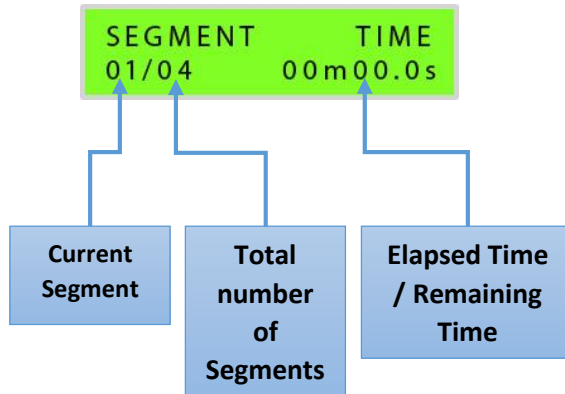 SEGMENT TIME
01/04 00m00.0s
Current
Segment
Total
number
of
Segments
Elapsed Time
/ Remaining
Time